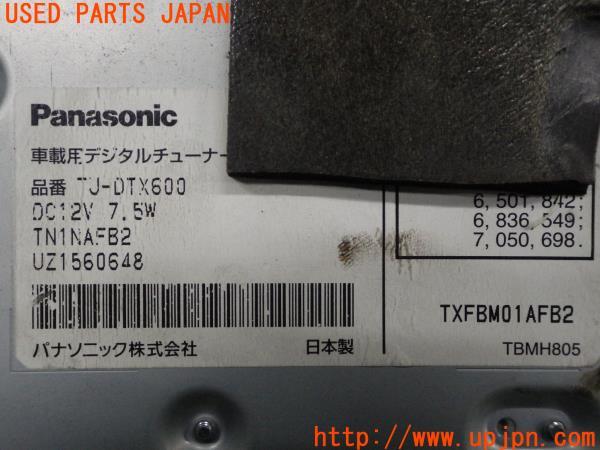 USED PARTS JAPAN
Panasonic
車載用デジタルチューナー
品番 TU-DTX600
DC12V 7.5W
TN1NAFB2
UZ1560648
6,501,842;
6,836,549;
7,050,698.
TXFBM01AFB2
パナソニック株式会社
日本製
TBMH805
http://www.upjpn.com